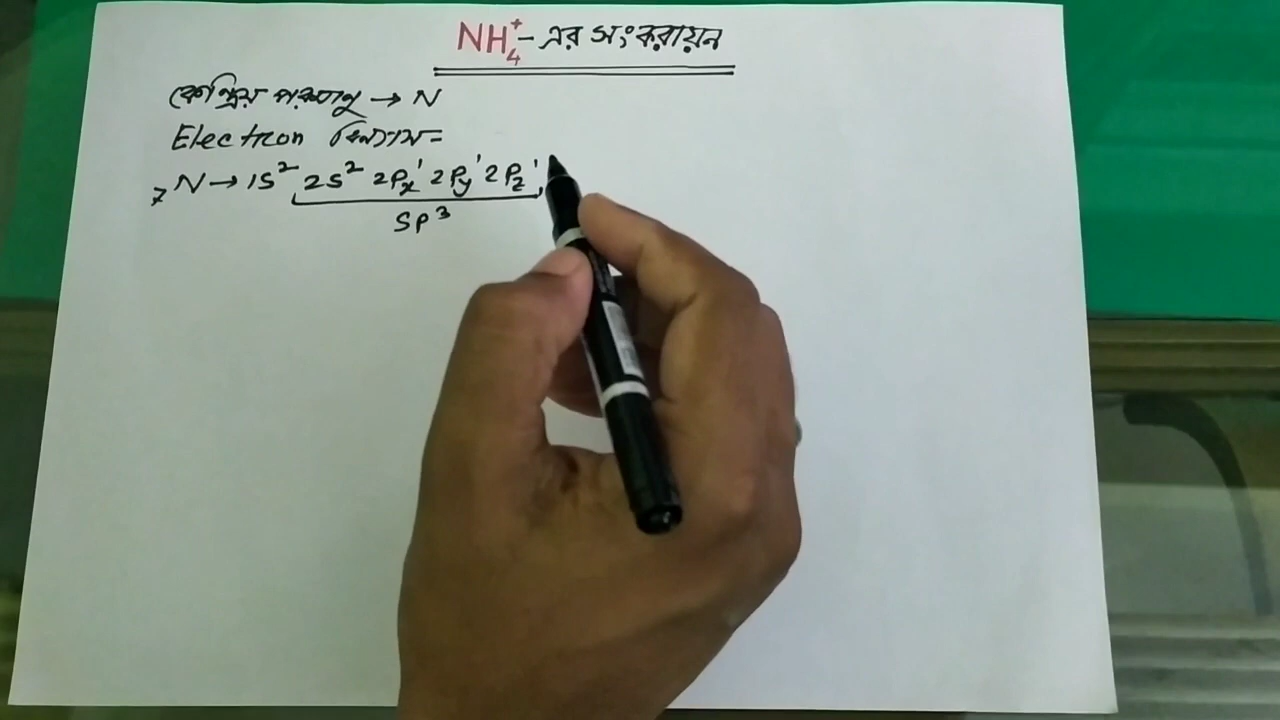 NH₄⁺ - এর সংকরায়ন
কেন্দ্রিয় পরমাণু → N
Electron বিন্যাস=
₇N → 1S² 2S² 2Pₓ¹ 2Py¹ 2Pz¹
SP³